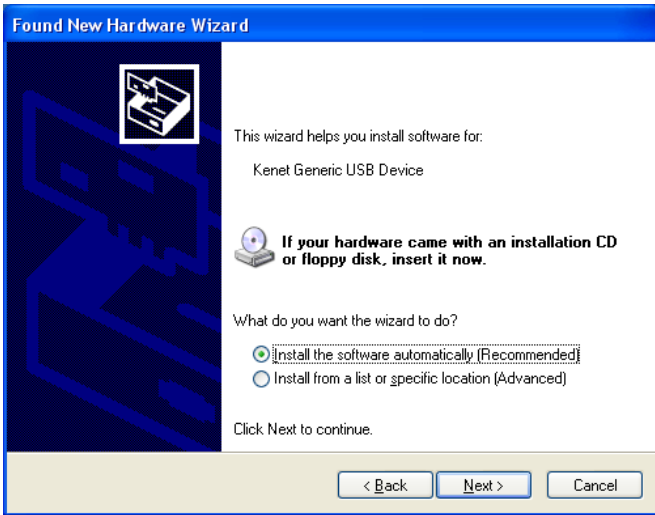 Found New Hardware Wizard
This wizard helps you install software for:
Kenet Generic USB Device
If your hardware came with an installation CD
or floppy disk, insert it now.
What do you want the wizard to do?
Install the software automatically (Recommended)
Install from a list or specific location (Advanced)
Click Next to continue.
< Back Next > Cancel